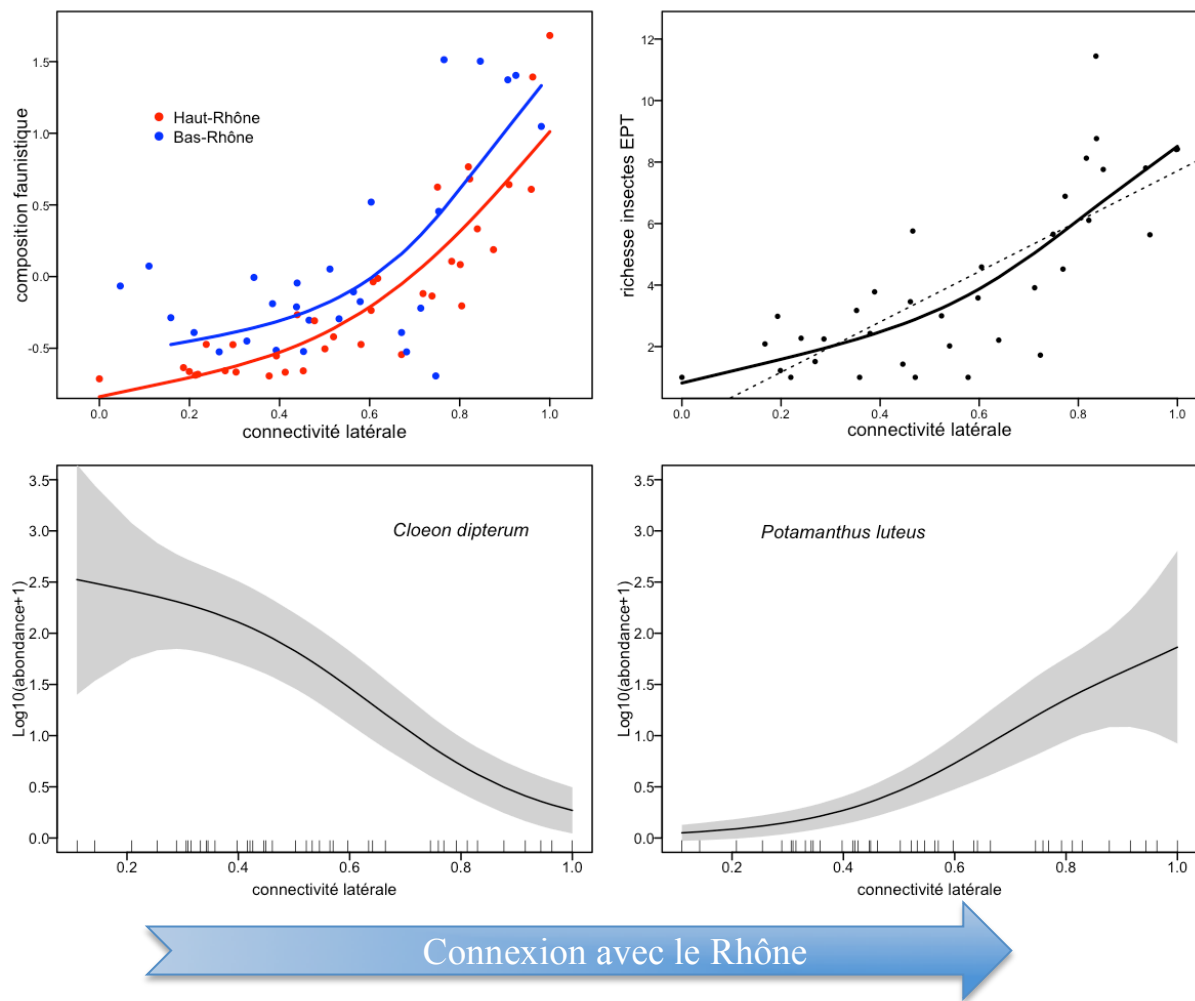 composition faunistique
1.5
1.0
0.5
0.0
-0.5
Haut-Rhône
Bas-Rhône
0.0 0.2 0.4 0.6 0.8 1.0
connectivité latérale
richesse insectes EPT
12
10
8
6
4
2
0.0 0.2 0.4 0.6 0.8 1.0
connectivité latérale
Log10(abondance+1)
3.5
3.0
2.5
2.0
1.5
1.0
0.5
0.0
Cloeon dipterum
0.2 0.4 0.6 0.8 1.0
connectivité latérale
Log10(abondance+1)
3.5
3.0
2.5
2.0
1.5
1.0
0.5
0.0
Potamanthus luteus
0.2 0.4 0.6 0.8 1.0
connectivité latérale
Connexion avec le Rhône